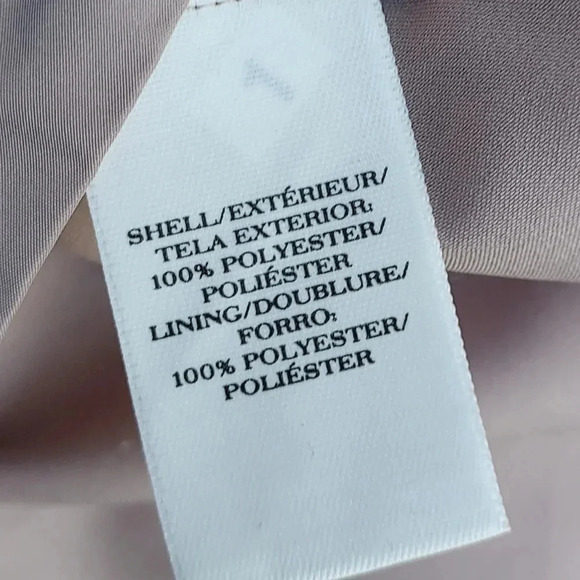 SHELL/EXTÉRIEUR/
TELA EXTERIOR:
100% POLYESTER/
POLIÉSTER
LINING/DOUBLURE/
FORRO:
100% POLYESTER/
POLIÉSTER